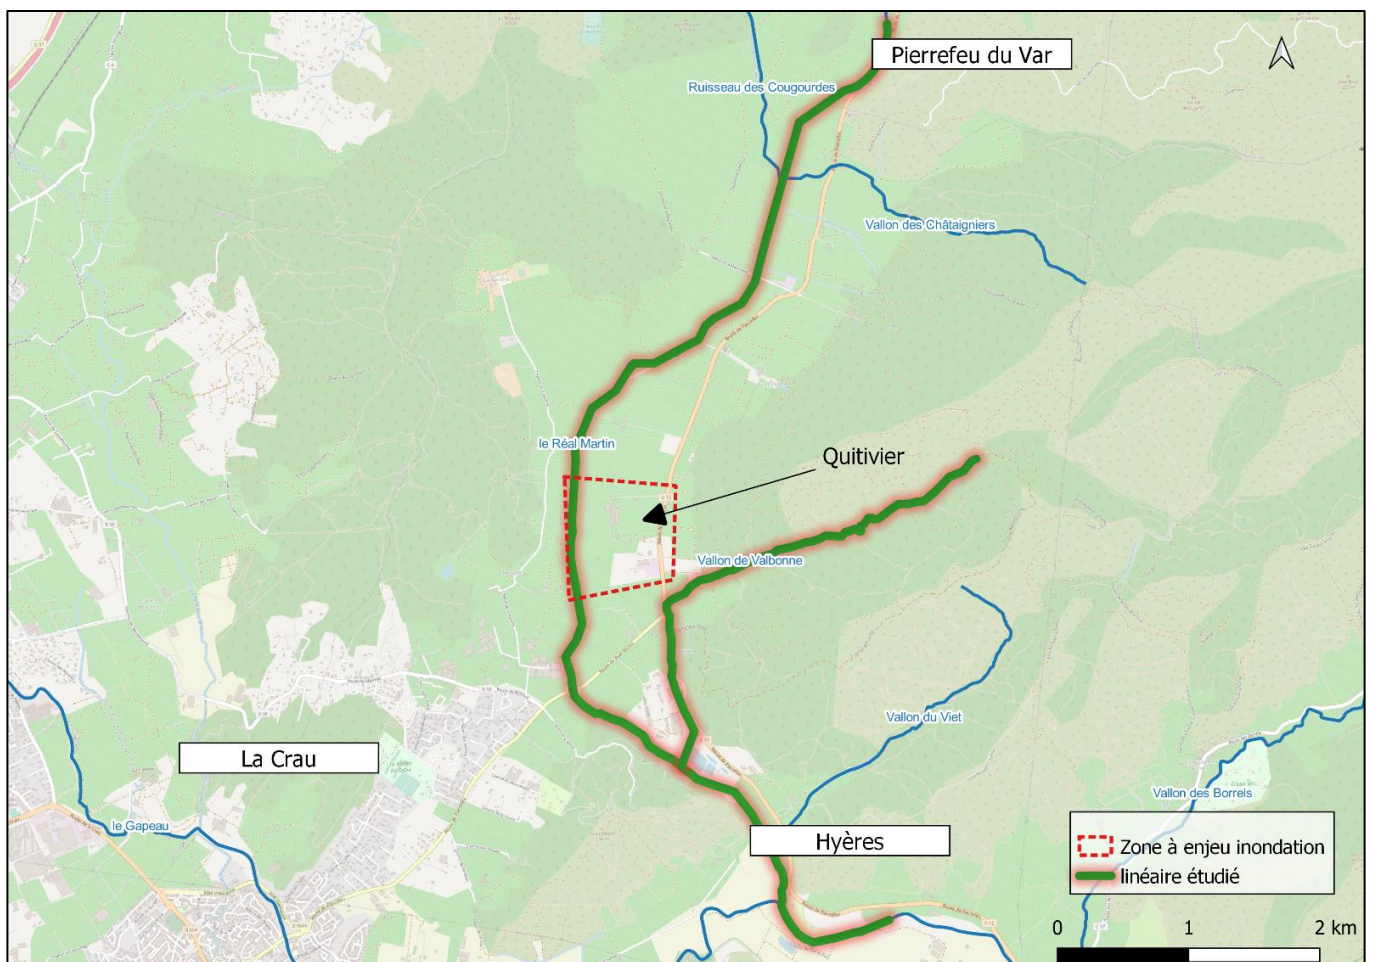 Pierrefeu du Var
Ruisseau des Cougourdes
Vallon des Châtaigniers
le Réal Martin
Quitivier
Vallon de Valbonne
Vallon du Viet
La Crau
Vallon des Borrels
le Gapeau
Hyères
Zone à enjeu inondation
linéaire étudié
0 1 2 km